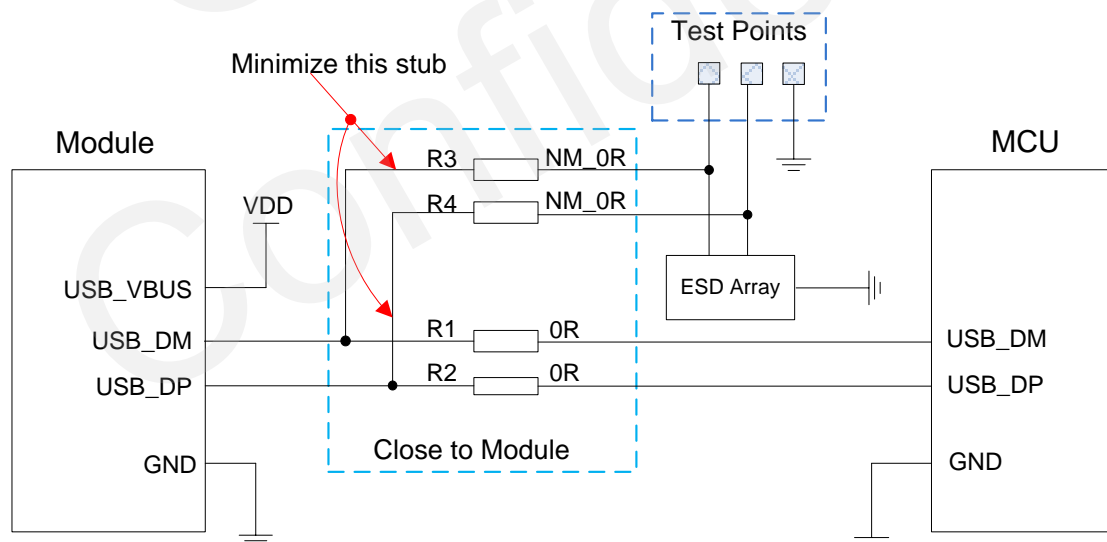 Test Points
Minimize this stub
Module
MCU
R3 NM_0R
R4 NM_0R
VDD
ESD Array
USB_VBUS
R1 0R
USB_DM
USB_DM
R2 0R
USB_DP
USB_DP
Close to Module
GND
GND